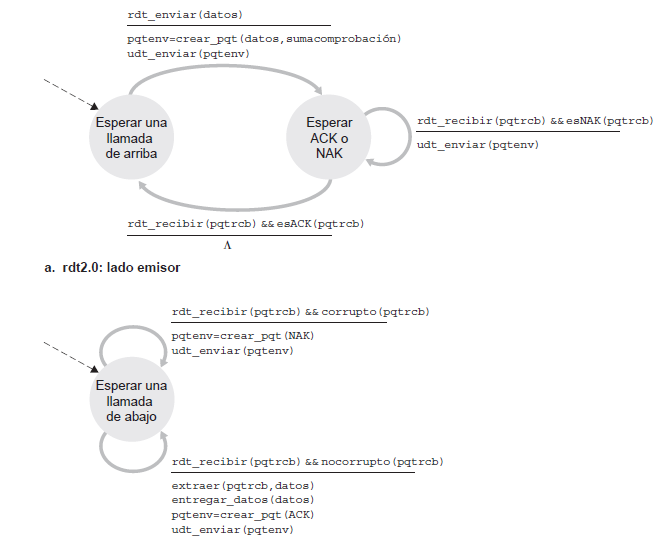 rdt_enviar(datos)
pqtenv=crear_pqt(datos,sumacomprobación)
udt_enviar(pqtenv)
Esperar una
llamada
de arriba
Esperar
ACK o
NAK
rdt_recibir(pqtrcb)&&esNAK(pqtrcb)
udt_enviar(pqtenv)
rdt_recibir(pqtrcb)&&esACK(pqtrcb)
Λ
a. rdt2.0: lado emisor
rdt_recibir(pqtrcb)&&corrupto(pqtrcb)
pqtenv=crear_pqt(NAK)
udt_enviar(pqtenv)
Esperar una
llamada
de abajo
rdt_recibir(pqtrcb)&&nocorrupto(pqtrcb)
extraer(pqtrcb,datos)
entregar_datos(datos)
pqtenv=crear_pqt(ACK)
udt_enviar(pqtenv)